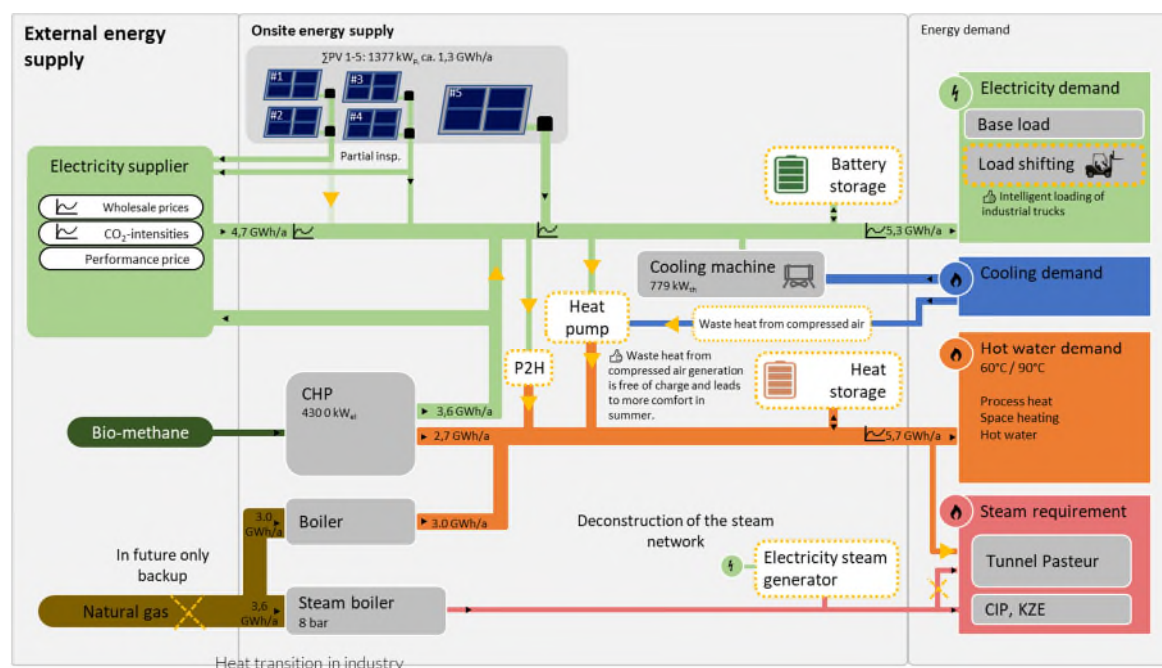 External energy
supply
Onsite energy supply
Energy demand
∑PV 1-5: 1377 kWₚ, ca. 1,3 GWh/a
#1
#2
#3
#4
#5
Partial insp.
Electricity supplier
Wholesale prices
CO₂-intensities
Performance price
4,7 GWh/a
Battery
storage
5,3 GWh/a
Electricity demand
Base load
Load shifting
Intelligent loading of
industrial trucks
Cooling machine
779 kWₜₕ
Cooling demand
Heat
pump
Waste heat from compressed air
P2H
Waste heat from
compressed air generation
is free of charge and leads
to more comfort in
summer.
Heat
storage
Hot water demand
60°C / 90°C
Process heat
Space heating
Hot water
CHP
430 0 kWₑₗ
3,6 GWh/a
2,7 GWh/a
5,7 GWh/a
Bio-methane
Boiler
3.0
GWh/a
3.0 GWh/a
In future only
backup
Natural gas
3,6
GWh/a
Steam boiler
8 bar
Deconstruction of the steam
network
Electricity steam
generator
Steam requirement
Tunnel Pasteur
CIP, KZE
Heat transition in industry